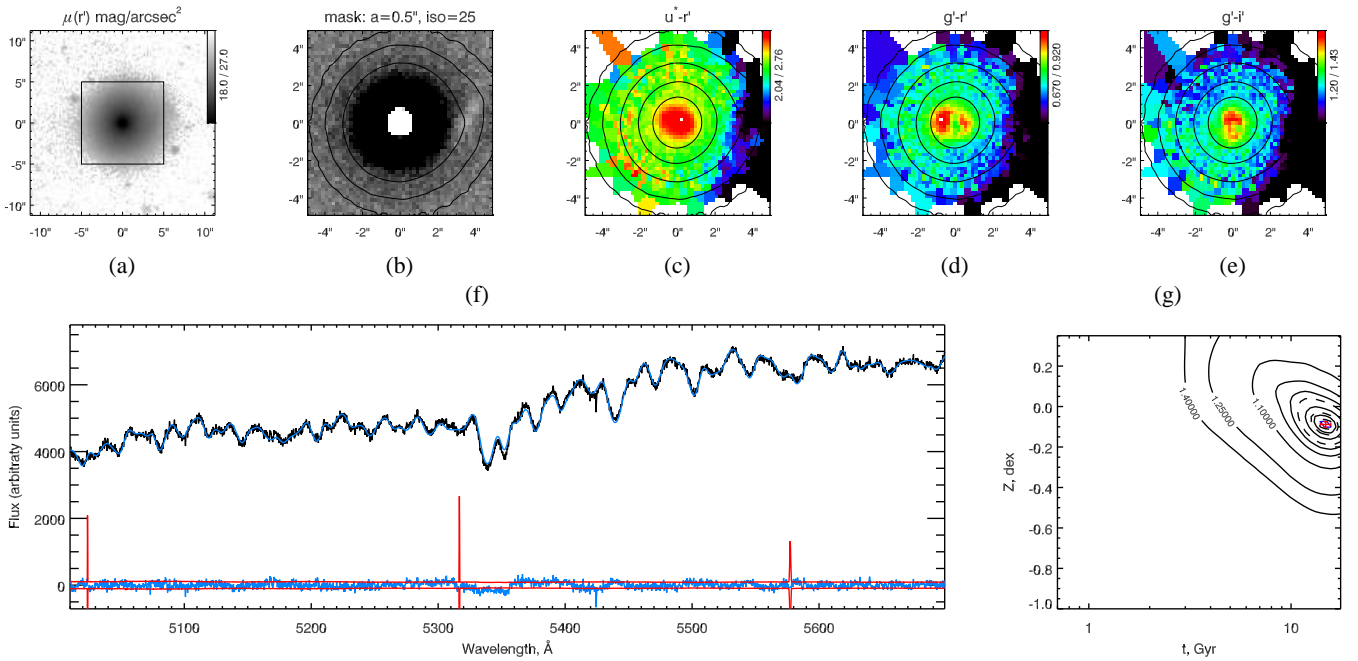 μ(r') mag/arcsec²
mask: a=0.5", iso=25
u*-r'
g'-r'
g'-i'
10"
5"
0"
-5"
-10"
-10" -5" 0" 5" 10"
18.0 / 27.0
4"
2"
0"
-2"
-4"
-4" -2" 0" 2" 4"
4"
2"
0"
-2"
-4"
-4" -2" 0" 2" 4"
2.04 / 2.76
4"
2"
0"
-2"
-4"
-4" -2" 0" 2" 4"
0.670 / 0.920
4"
2"
0"
-2"
-4"
-4" -2" 0" 2" 4"
1.20 / 1.43
(a)
(b)
(c)
(d)
(e)
(f)
(g)
Flux (arbitraty units)
6000
4000
2000
0
5100 5200 5300 5400 5500 5600
Wavelength, Å
Z, dex
0.2
0.0
-0.2
-0.4
-0.6
-0.8
-1.0
1.40000
1.25000
1.10000
1 10
t, Gyr